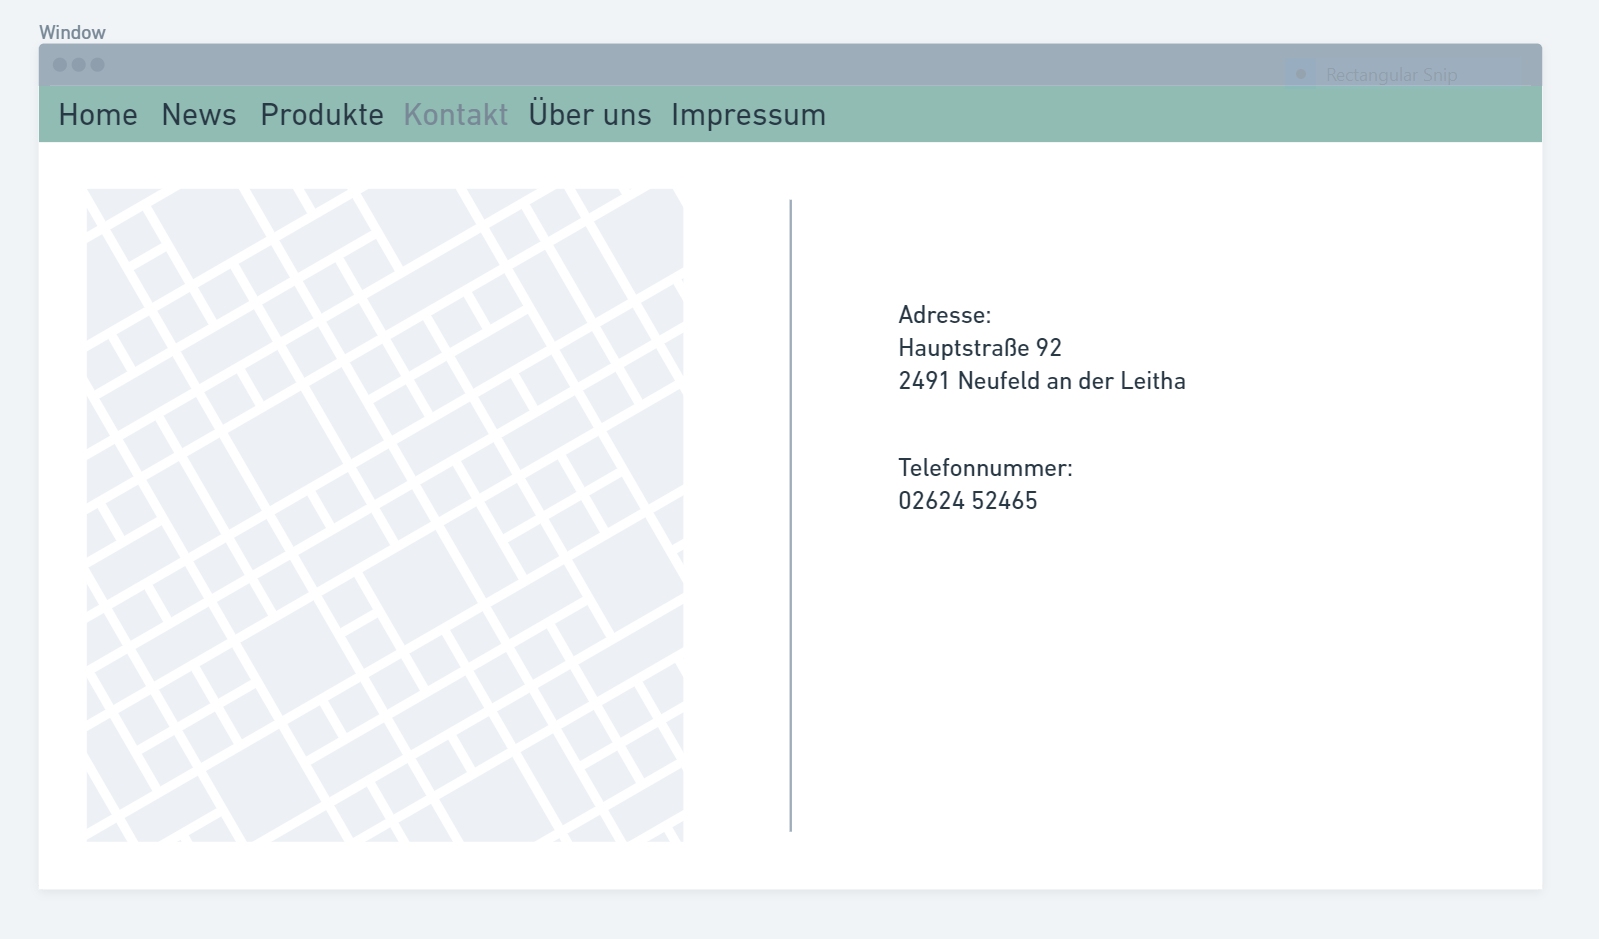 Window
Rectangular Snip
Home News Produkte Kontakt Über uns Impressum
Adresse:
Hauptstraße 92
2491 Neufeld an der Leitha
Telefonnummer:
02624 52465